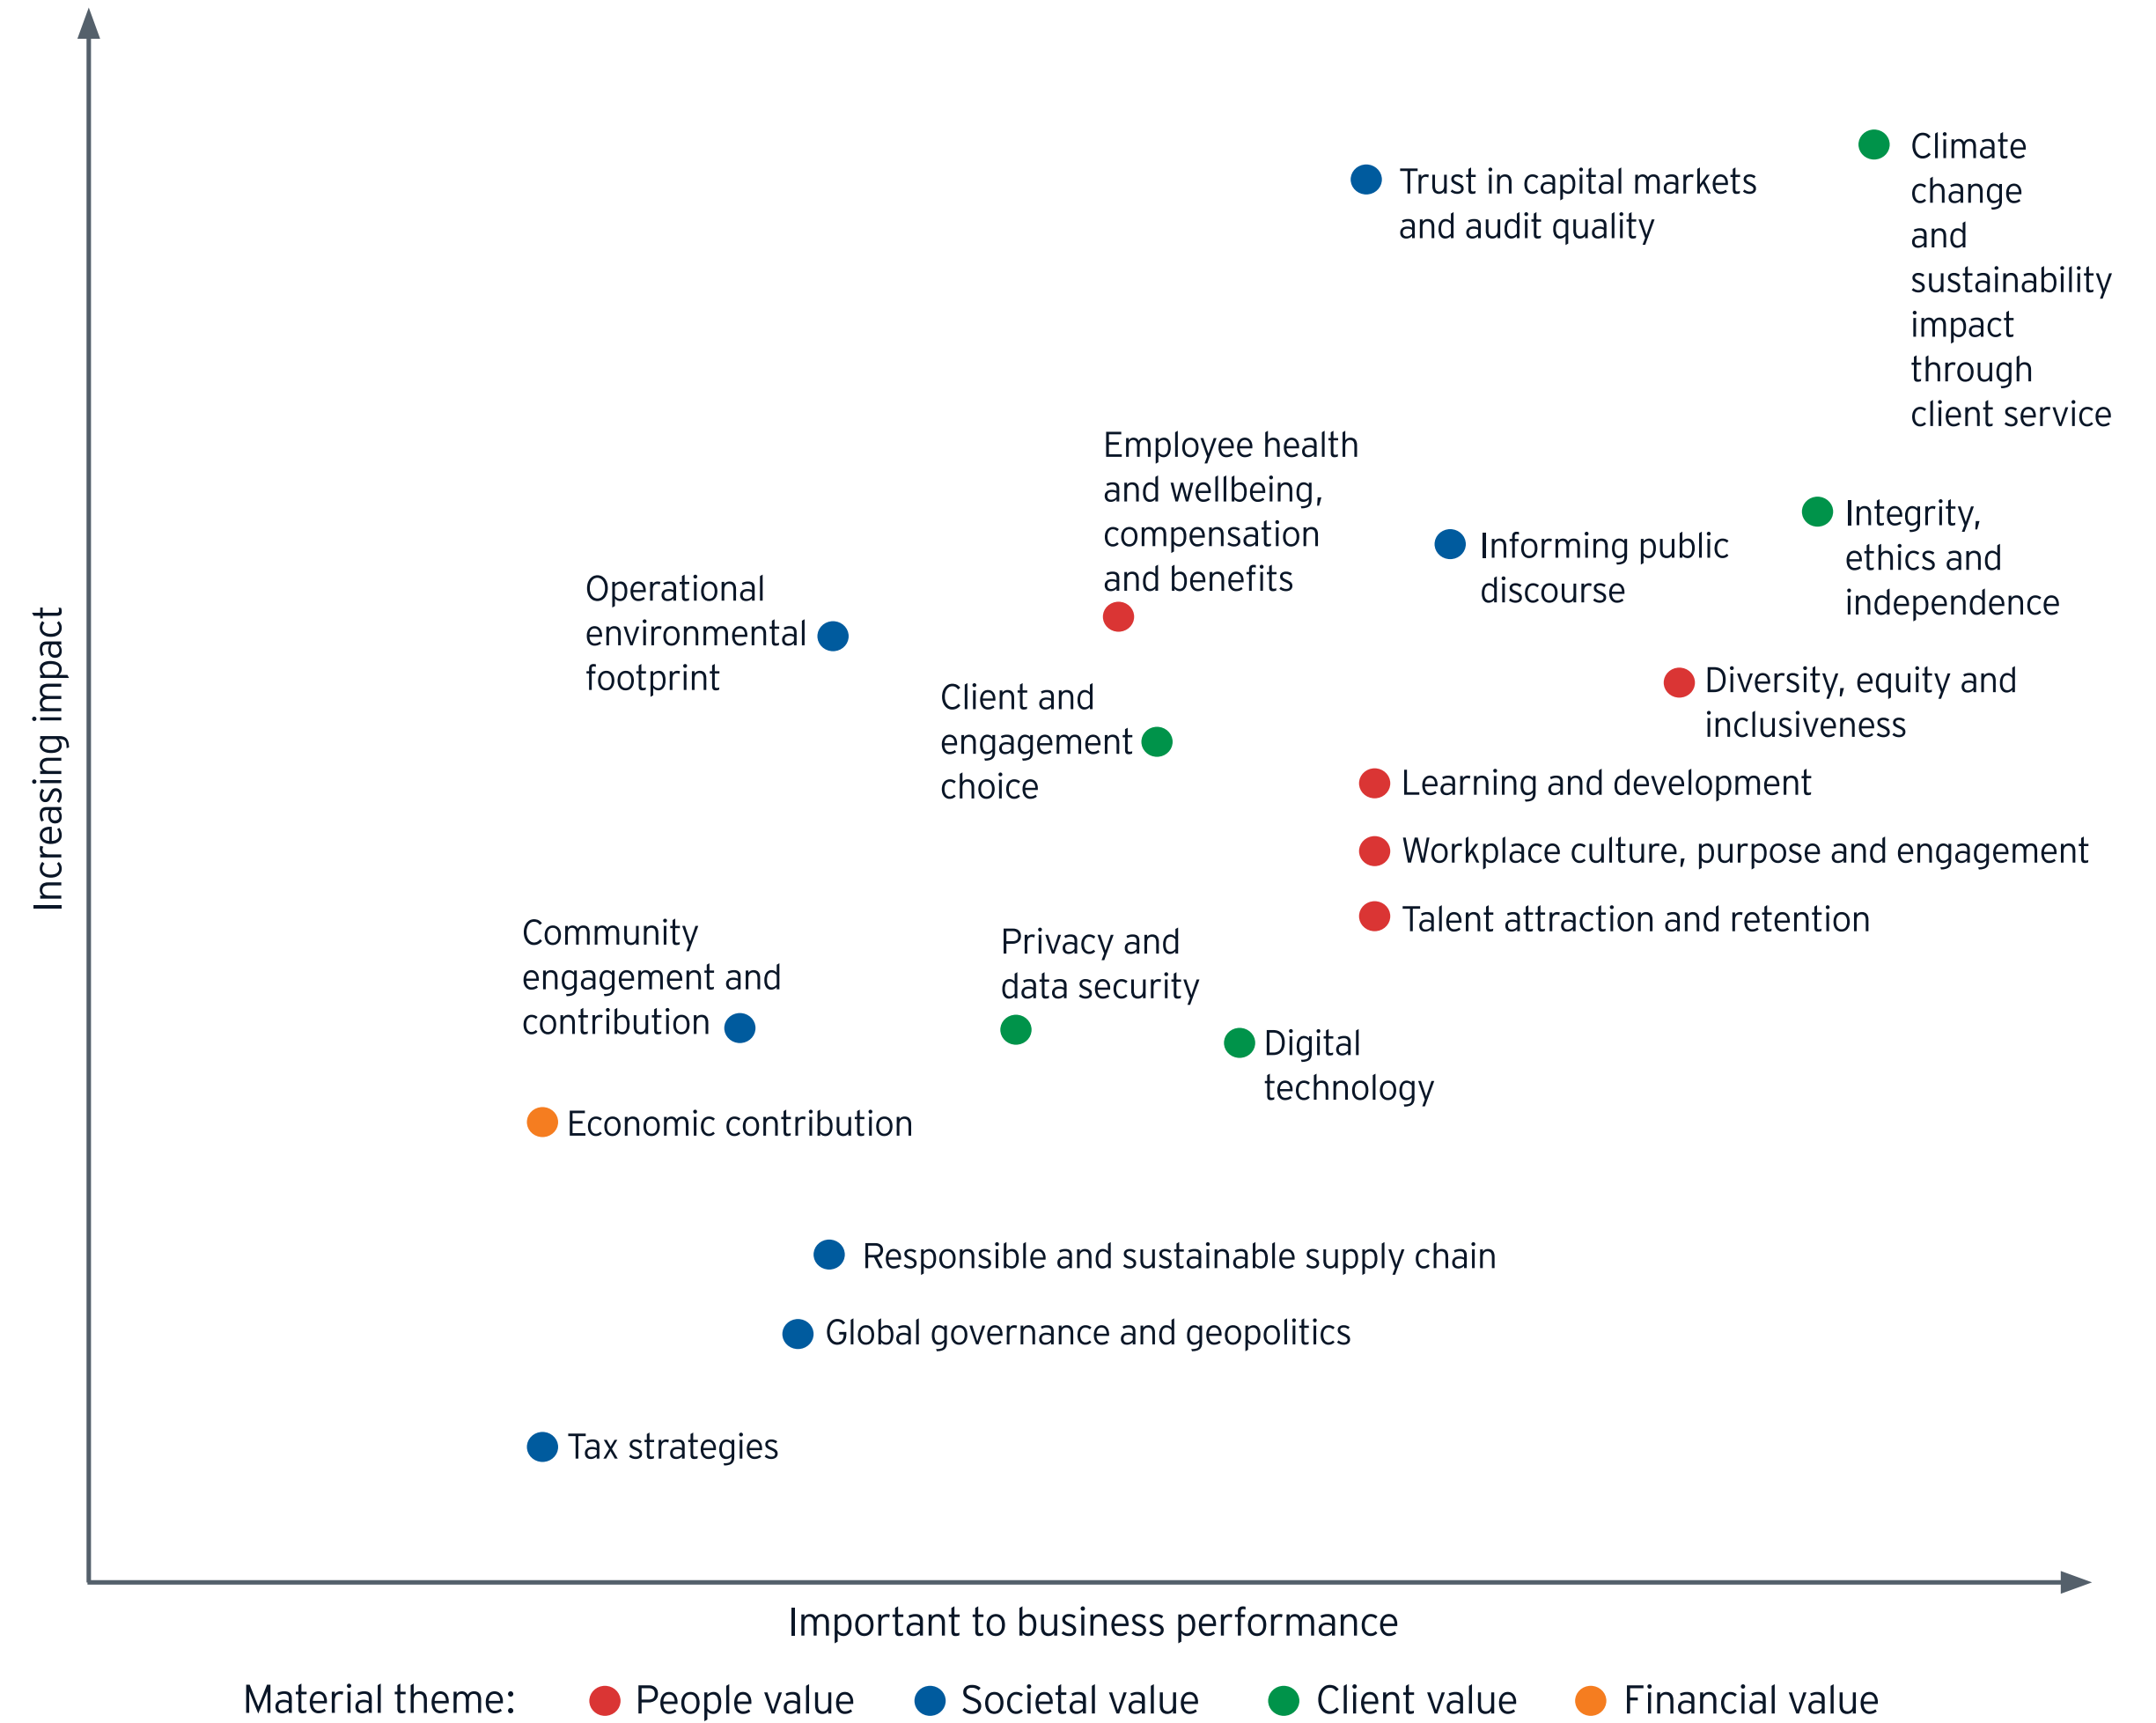 Climate
change
and
sustainability
impact
through
client service
Trust in capital markets
and audit quality
Employee health
and wellbeing,
compensation
and benefits
Integrity,
ethics and
independence
Informing public
discourse
Operational
environmental
footprint
Increasing impact
Diversity, equity and
inclusiveness
Client and
engagement
choice
Learning and development
Workplace culture, purpose and engagement
Talent attraction and retention
Community
engagement and
contribution
Privacy and
data security
Digital
technology
Economic contribution
Responsible and sustainable supply chain
Global governance and geopolitics
Tax strategies
Important to business performance
Material theme: People value Societal value Client value Financial value